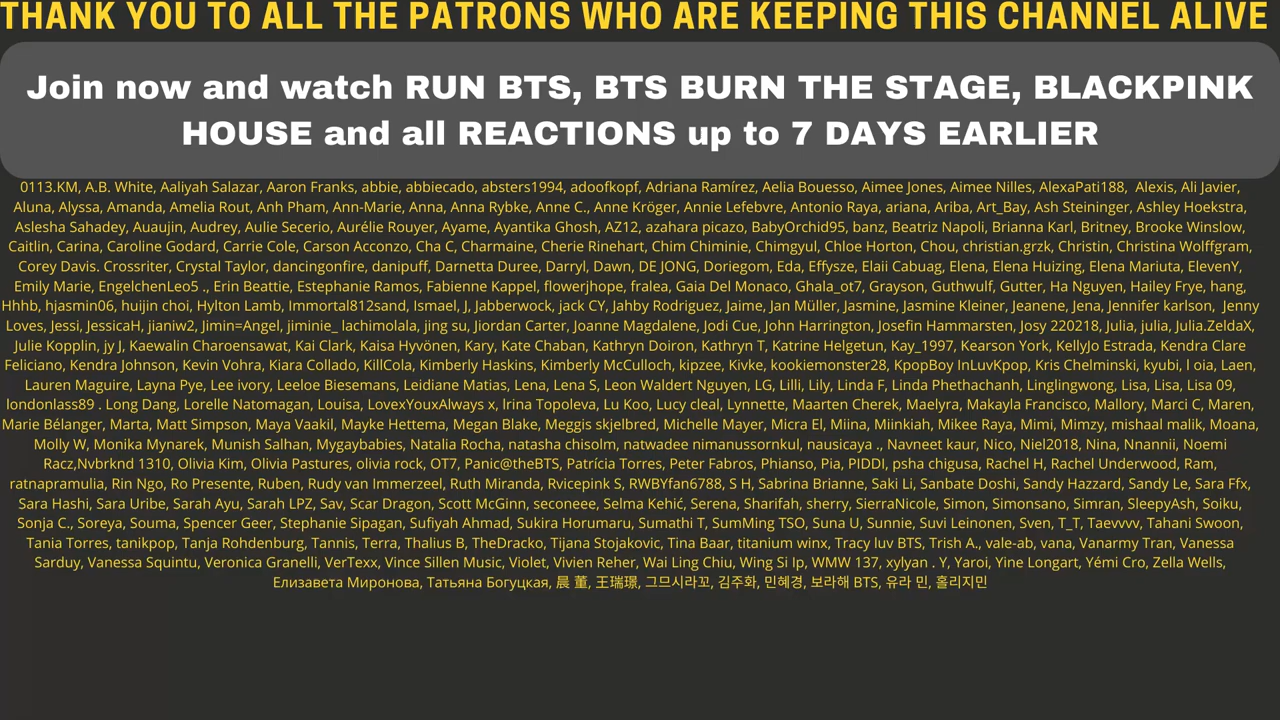 THANK YOU TO ALL THE PATRONS WHO ARE KEEPING THIS CHANNEL ALIVE
Join now and watch RUN BTS, BTS BURN THE STAGE, BLACKPINK
HOUSE and all REACTIONS up to 7 DAYS EARLIER
0113.KM, A.B. White, Aaliyah Salazar, Aaron Franks, abbie, abbiecado, absters1994, adoofkopf, Adriana Ramírez, Aelia Bouesso, Aimee Jones, Aimee Nilles, AlexaPati188, Alexis, Ali Javier,
Aluna, Alyssa, Amanda, Amelia Rout, Anh Pham, Ann-Marie, Anna, Anna Rybke, Anne C., Anne Kröger, Annie Lefebvre, Antonio Raya, ariana, Ariba, Art_Bay, Ash Steininger, Ashley Hoekstra,
Aslesha Sahadey, Auaujin, Audrey, Aulie Secerio, Aurélie Rouyer, Ayame, Ayantika Ghosh, AZ12, azahara picazo, BabyOrchid95, banz, Beatriz Napoli, Brianna Karl, Britney, Brooke Winslow,
Caitlin, Carina, Caroline Godard, Carrie Cole, Carson Acconzo, Cha C, Charmaine, Cherie Rinehart, Chim Chiminie, Chimgyul, Chloe Horton, Chou, christian.grzk, Christin, Christina Wolffgram,
Corey Davis. Crossriter, Crystal Taylor, dancingonfire, danipuff, Darnetta Duree, Darryl, Dawn, DE JONG, Doriegom, Eda, Effysze, Elaii Cabuag, Elena, Elena Huizing, Elena Mariuta, ElevenY,
Emily Marie, EngelchenLeo5 ., Erin Beattie, Estephanie Ramos, Fabienne Kappel, flowerjhope, fralea, Gaia Del Monaco, Ghala_ot7, Grayson, Guthwulf, Gutter, Ha Nguyen, Hailey Frye, hang,
Hhhb, hjasmin06, huijin choi, Hylton Lamb, Immortal812sand, Ismael, J, Jabberwock, jack CY, Jahby Rodriguez, Jaime, Jan Müller, Jasmine, Jasmine Kleiner, Jeanene, Jena, Jennifer karlson, Jenny
Loves, Jessi, JessicaH, jianiw2, Jimin=Angel, jiminie_ lachimolala, jing su, Jiordan Carter, Joanne Magdalene, Jodi Cue, John Harrington, Josefin Hammarsten, Josy 220218, Julia, julia, Julia.ZeldaX,
Julie Kopplin, jy J, Kaewalin Charoensawat, Kai Clark, Kaisa Hyvönen, Kary, Kate Chaban, Kathryn Doiron, Kathryn T, Katrine Helgetun, Kay_1997, Kearson York, KellyJo Estrada, Kendra Clare
Feliciano, Kendra Johnson, Kevin Vohra, Kiara Collado, KillCola, Kimberly Haskins, Kimberly McCulloch, kipzee, Kivke, kookiemonster28, KpopBoy InLuvKpop, Kris Chelminski, kyubi, l oia, Laen,
Lauren Maguire, Layna Pye, Lee ivory, Leeloe Biesemans, Leidiane Matias, Lena, Lena S, Leon Waldert Nguyen, LG, Lilli, Lily, Linda F, Linda Phethachanh, Linglingwong, Lisa, Lisa, Lisa 09,
londonlass89 . Long Dang, Lorelle Natomagan, Louisa, LovexYouxAlways x, lrina Topoleva, Lu Koo, Lucy cleal, Lynnette, Maarten Cherek, Maelyra, Makayla Francisco, Mallory, Marci C, Maren,
Marie Bélanger, Marta, Matt Simpson, Maya Vaakil, Mayke Hettema, Megan Blake, Meggis skjelbred, Michelle Mayer, Micra El, Miina, Miinkiah, Mikee Raya, Mimi, Mimzy, mishaal malik, Moana,
Molly W, Monika Mynarek, Munish Salhan, Mygaybabies, Natalia Rocha, natasha chisolm, natwadee nimanussornkul, nausicaya ., Navneet kaur, Nico, Niel2018, Nina, Nnannii, Noemi
Racz,Nvbrknd 1310, Olivia Kim, Olivia Pastures, olivia rock, OT7, Panic@theBTS, Patrícia Torres, Peter Fabros, Phianso, Pia, PIDDI, psha chigusa, Rachel H, Rachel Underwood, Ram,
ratnapramulia, Rin Ngo, Ro Presente, Ruben, Rudy van Immerzeel, Ruth Miranda, Rvicepink S, RWBYfan6788, S H, Sabrina Brianne, Saki Li, Sanbate Doshi, Sandy Hazzard, Sandy Le, Sara Ffx,
Sara Hashi, Sara Uribe, Sarah Ayu, Sarah LPZ, Sav, Scar Dragon, Scott McGinn, seconeee, Selma Kehić, Serena, Sharifah, sherry, SierraNicole, Simon, Simonsano, Simran, SleepyAsh, Soiku,
Sonja C., Soreya, Souma, Spencer Geer, Stephanie Sipagan, Sufiyah Ahmad, Sukira Horumaru, Sumathi T, SumMing TSO, Suna U, Sunnie, Suvi Leinonen, Sven, T_T, Taevvvv, Tahani Swoon,
Tania Torres, tanikpop, Tanja Rohdenburg, Tannis, Terra, Thalius B, TheDracko, Tijana Stojakovic, Tina Baar, titanium winx, Tracy luv BTS, Trish A., vale-ab, vana, Vanarmy Tran, Vanessa
Sarduy, Vanessa Squintu, Veronica Granelli, VerTexx, Vince Sillen Music, Violet, Vivien Reher, Wai Ling Chiu, Wing Si Ip, WMW 137, xylyan . Y, Yaroi, Yine Longart, Yémi Cro, Zella Wells,
Елизавета Миронова, Татьяна Богуцкая, 晨 董, 王瑞璟, 그므시라꼬, 김주화, 민혜경, 보라해 BTS, 유라 민, 홀리지민